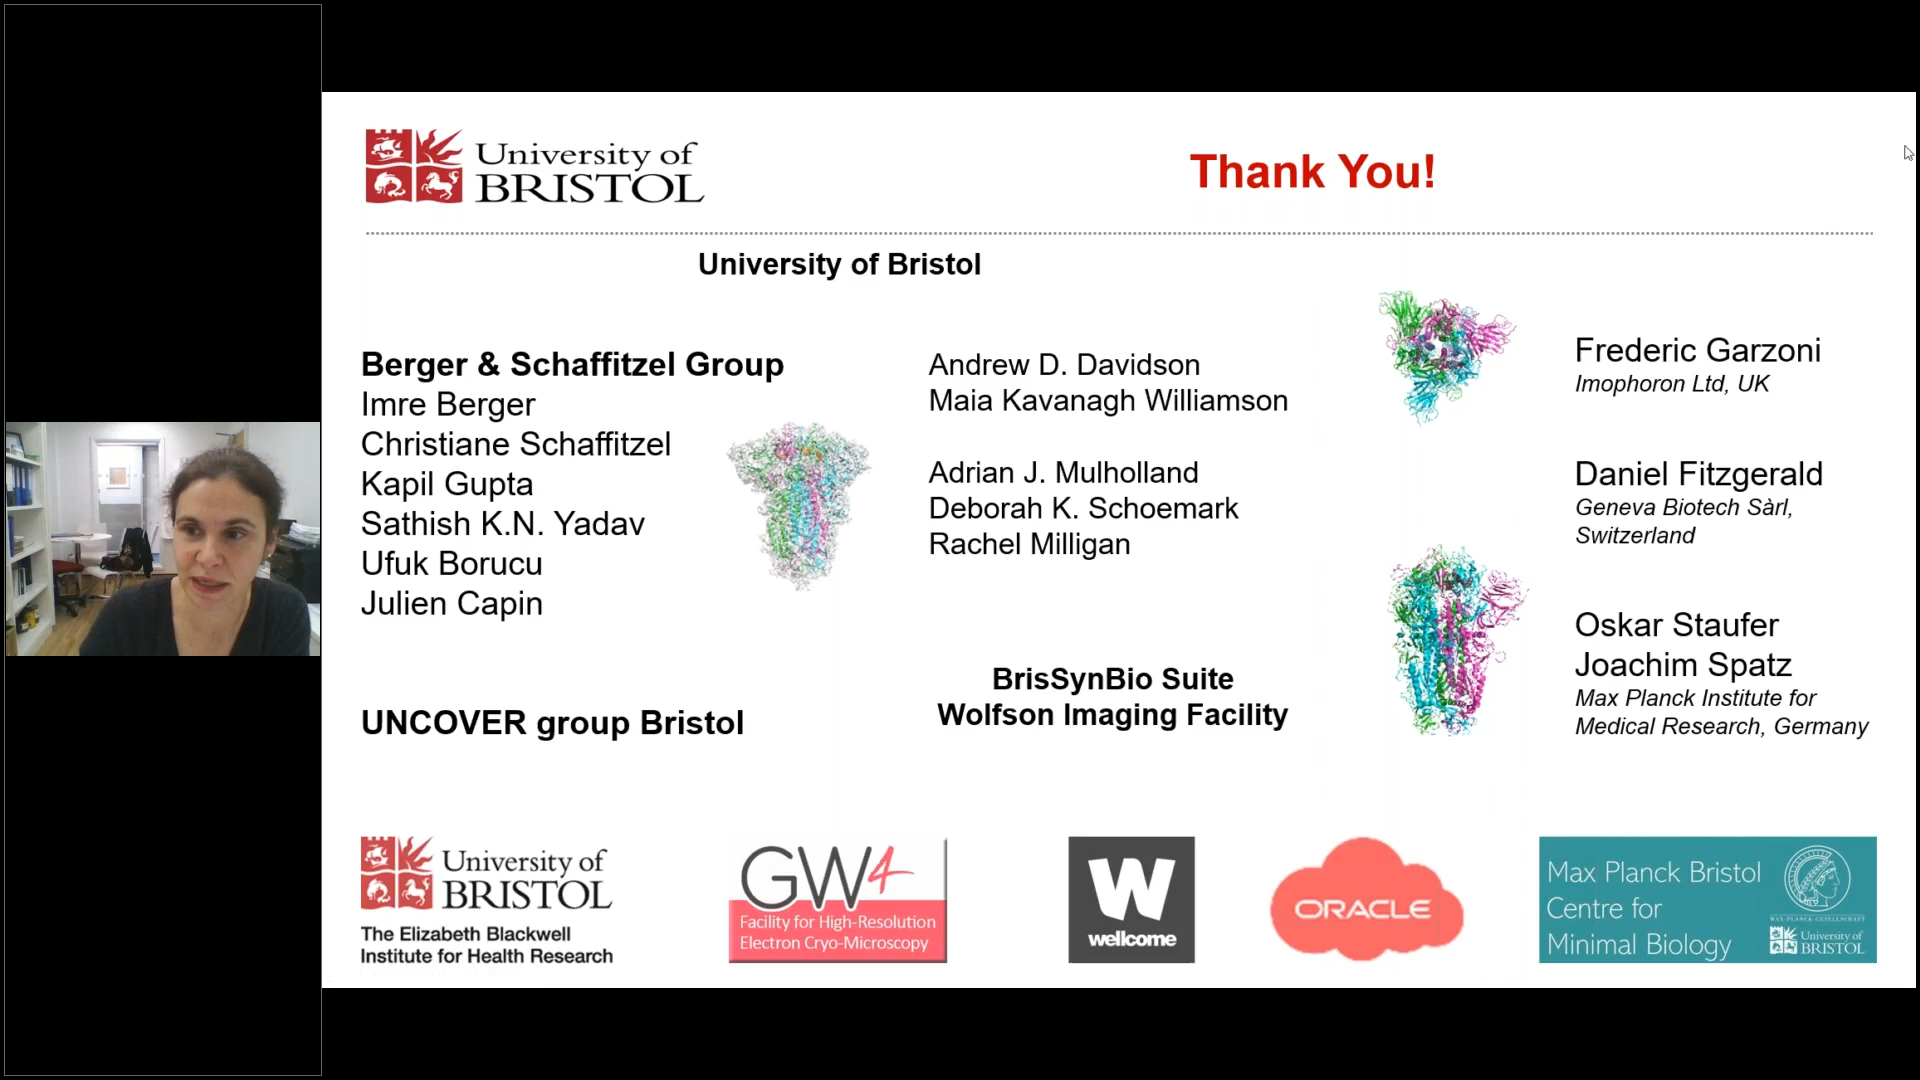 University of
BRISTOL
Thank You!
University of Bristol
Berger & Schaffitzel Group
Imre Berger
Christiane Schaffitzel
Kapil Gupta
Sathish K.N. Yadav
Ufuk Borucu
Julien Capin
UNCOVER group Bristol
Andrew D. Davidson
Maia Kavanagh Williamson
Adrian J. Mulholland
Deborah K. Schoemark
Rachel Milligan
BrisSynBio Suite
Wolfson Imaging Facility
Frederic Garzoni
Imophoron Ltd, UK
Daniel Fitzgerald
Geneva Biotech Sàrl,
Switzerland
Oskar Staufer
Joachim Spatz
Max Planck Institute for
Medical Research, Germany
University of
BRISTOL
The Elizabeth Blackwell
Institute for Health Research
GW4
Facility for High-Resolution
Electron Cryo-Microscopy
W
wellcome
ORACLE
Max Planck Bristol
Centre for
Minimal Biology
MAX-PLANCK-GESELLSCHAFT
University of
BRISTOL